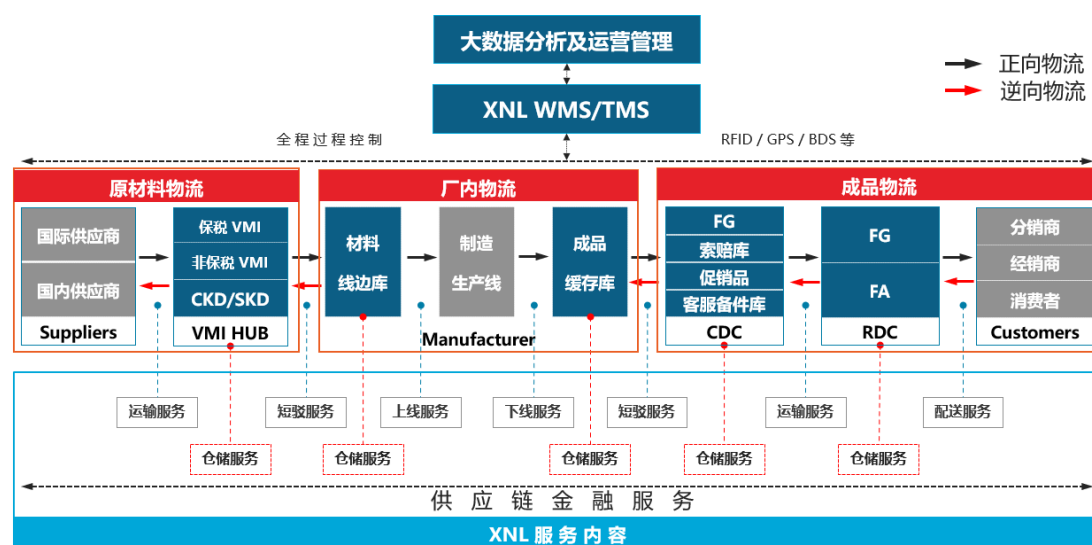 大数据分析及运营管理
XNL WMS/TMS
正向物流
逆向物流
全程过程控制
RFID / GPS / BDS 等
原材料物流
厂内物流
成品物流
国际供应商
国内供应商
Suppliers
保税 VMI
非保税 VMI
CKD/SKD
VMI HUB
材料
线边库
制造
生产线
成品
缓存库
Manufacturer
FG
索赔库
促销品
客服备件库
CDC
FG
FA
RDC
分销商
经销商
消费者
Customers
运输服务
短驳服务
上线服务
下线服务
短驳服务
运输服务
配送服务
仓储服务
仓储服务
仓储服务
仓储服务
仓储服务
供应链金融服务
XNL 服务内容